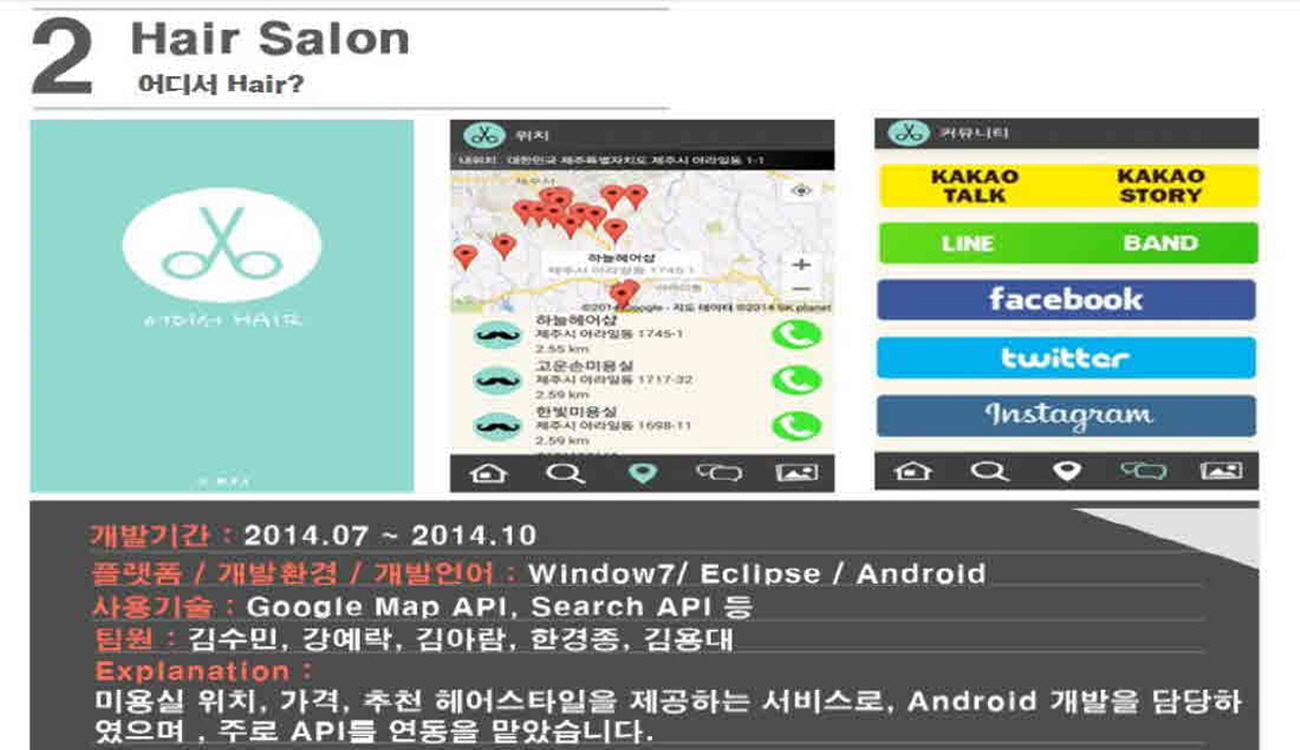 2 Hair Salon
어디서 Hair?
어디서 HAIR
위치
내위치 대한민국 제주특별자치도 제주시 아라일동 1-1
제주시
하늘헤어샵
제주시 아라일동 1745-1
©2014 Google - 지도 데이터 ©2014 SK planet
하늘헤어샵
제주시 아라일동 1745-1
2.55 km
고운손미용실
제주시 아라일동 1717-32
2.59 km
한빛미용실
제주시 아라일동 1698-11
2.59 km
커뮤니티
KAKAO TALK
KAKAO STORY
LINE BAND
facebook
twitter
Instagram
개발기간 : 2014.07 ~ 2014.10
플랫폼 / 개발환경 / 개발언어 : Window7/ Eclipse / Android
사용기술 : Google Map API, Search API 등
팀원 : 김수민, 강예락, 김아람, 한경종, 김용대
Explanation :
미용실 위치, 가격, 추천 헤어스타일을 제공하는 서비스로, Android 개발을 담당하
였으며 , 주로 API를 연동을 맡았습니다.